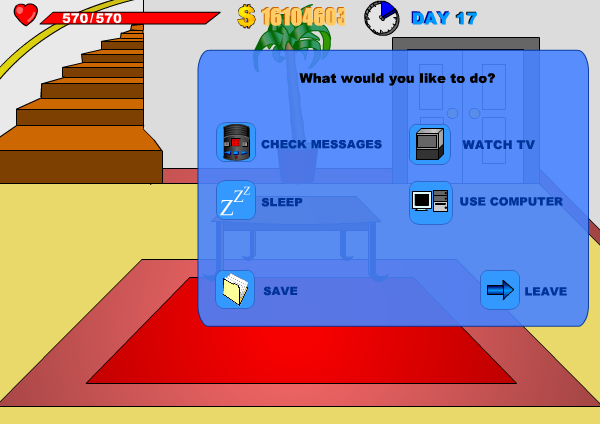 570/570
$ 16104603
DAY 17
What would you like to do?
CHECK MESSAGES
WATCH TV
Z Z Z
SLEEP
USE COMPUTER
SAVE
LEAVE